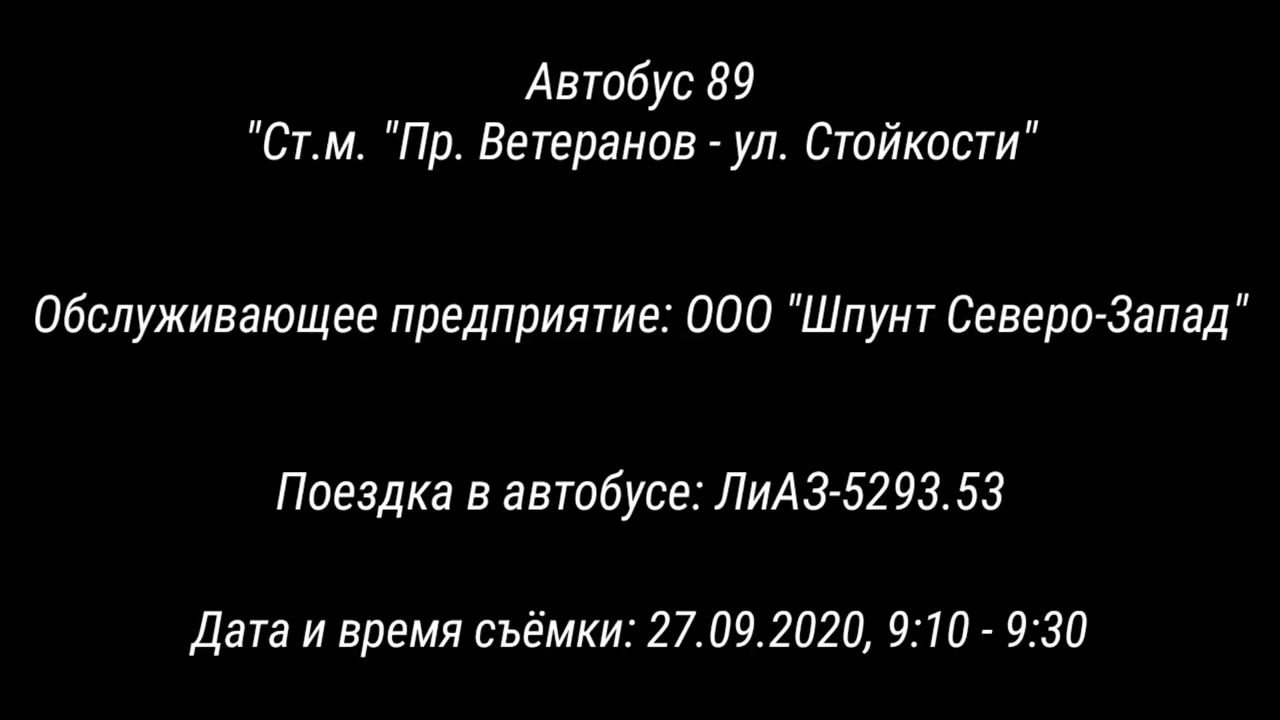 Автобус 89
"Ст.м. "Пр. Ветеранов - ул. Стойкости"
Обслуживающее предприятие: ООО "Шпунт Северо-Запад"
Поездка в автобусе: ЛиАЗ-5293.53
Дата и время съёмки: 27.09.2020, 9:10 - 9:30